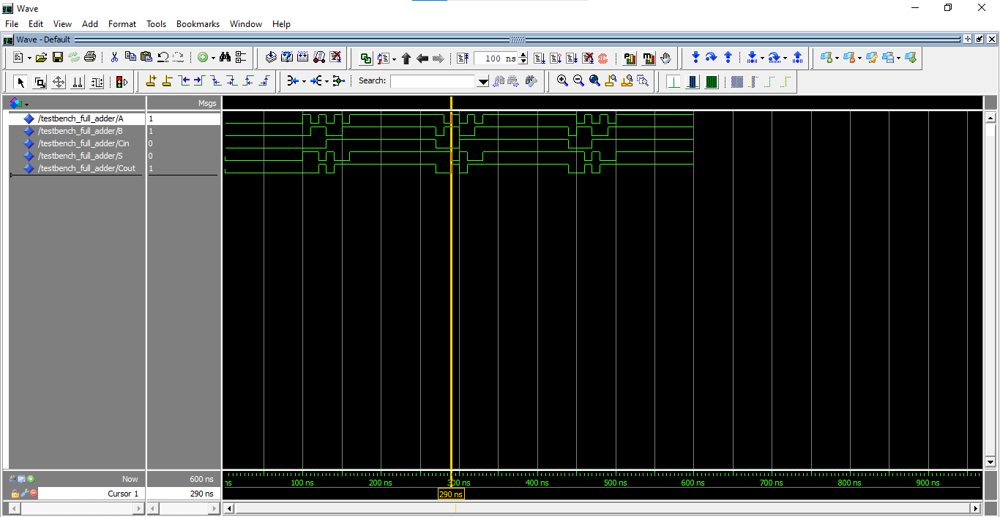 Wave
File Edit View Add Format Tools Bookmarks Window Help
Wave - Default
100 ns
Search:
Msgs
/testbench_full_adder/A 1
/testbench_full_adder/B 1
/testbench_full_adder/Cin 0
/testbench_full_adder/S 0
/testbench_full_adder/Cout 1
Now 600 ns
ns 100 ns 200 ns 300 ns 400 ns 500 ns 600 ns 700 ns 800 ns 900 ns
Cursor 1 290 ns
290 ns